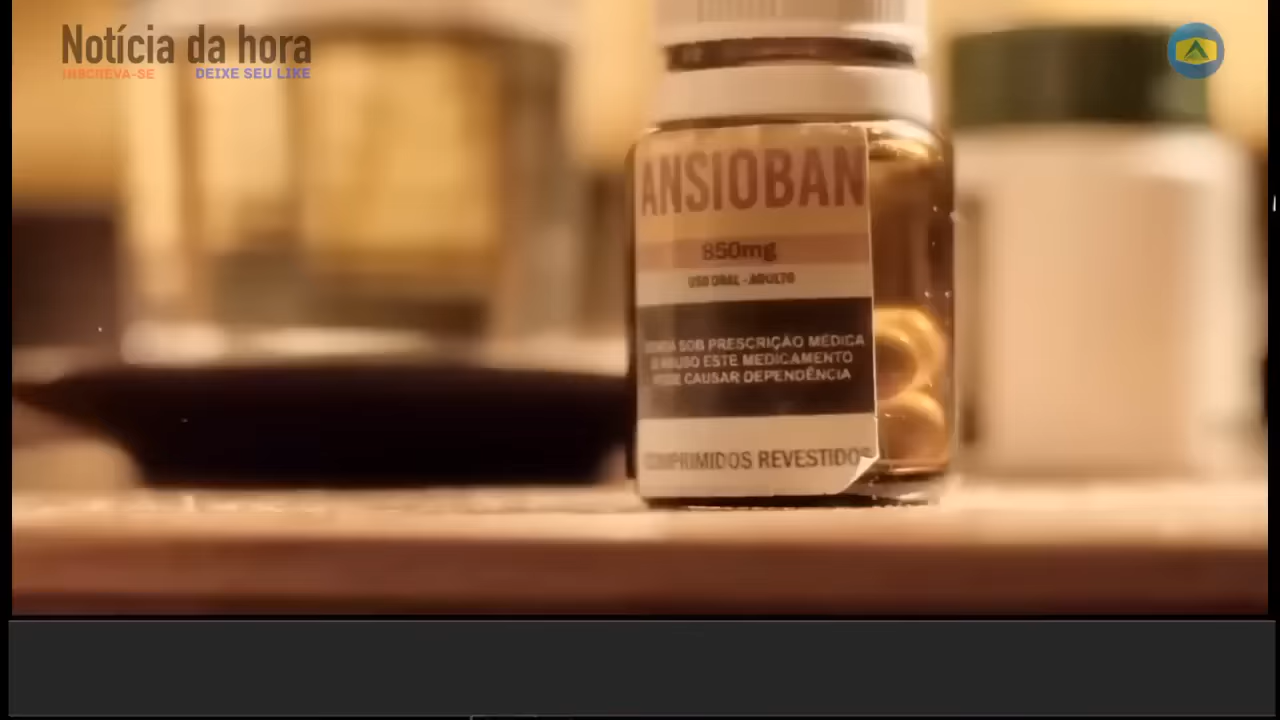 Notícia da hora
INSCREVA-SE DEIXE SEU LIKE
ANSIOBAN
850mg
USO ORAL - ADULTO
SOB PRESCRIÇÃO MÉDICA
ESTE MEDICAMENTO
CAUSAR DEPENDÊNCIA
COMPRIMIDOS REVESTIDOS